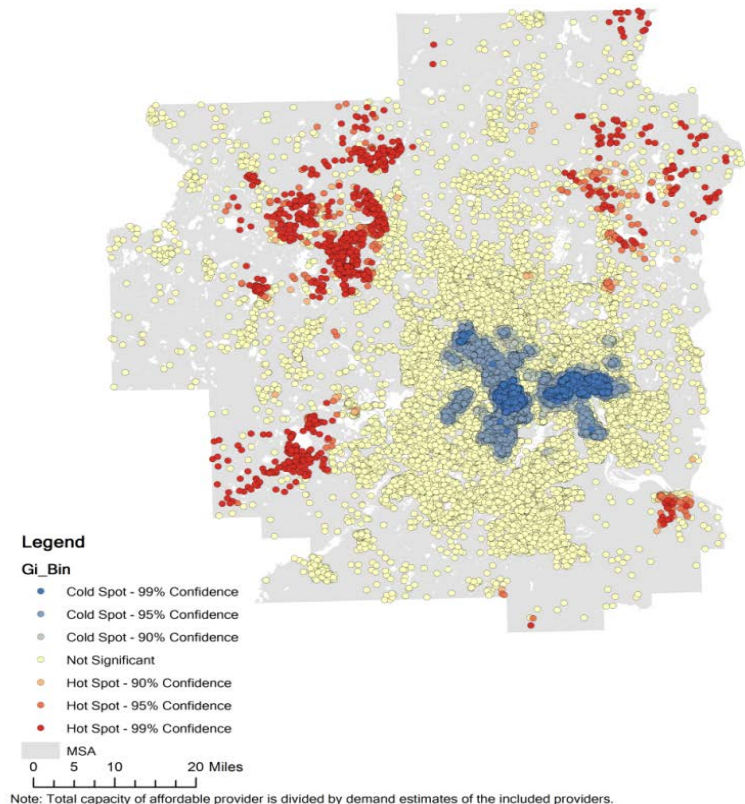 Legend
Gi_Bin
Cold Spot - 99% Confidence
Cold Spot - 95% Confidence
Cold Spot - 90% Confidence
Not Significant
Hot Spot - 90% Confidence
Hot Spot - 95% Confidence
Hot Spot - 99% Confidence
MSA
0 5 10 20 Miles
Note: Total capacity of affordable provider is divided by demand estimates of the included providers.